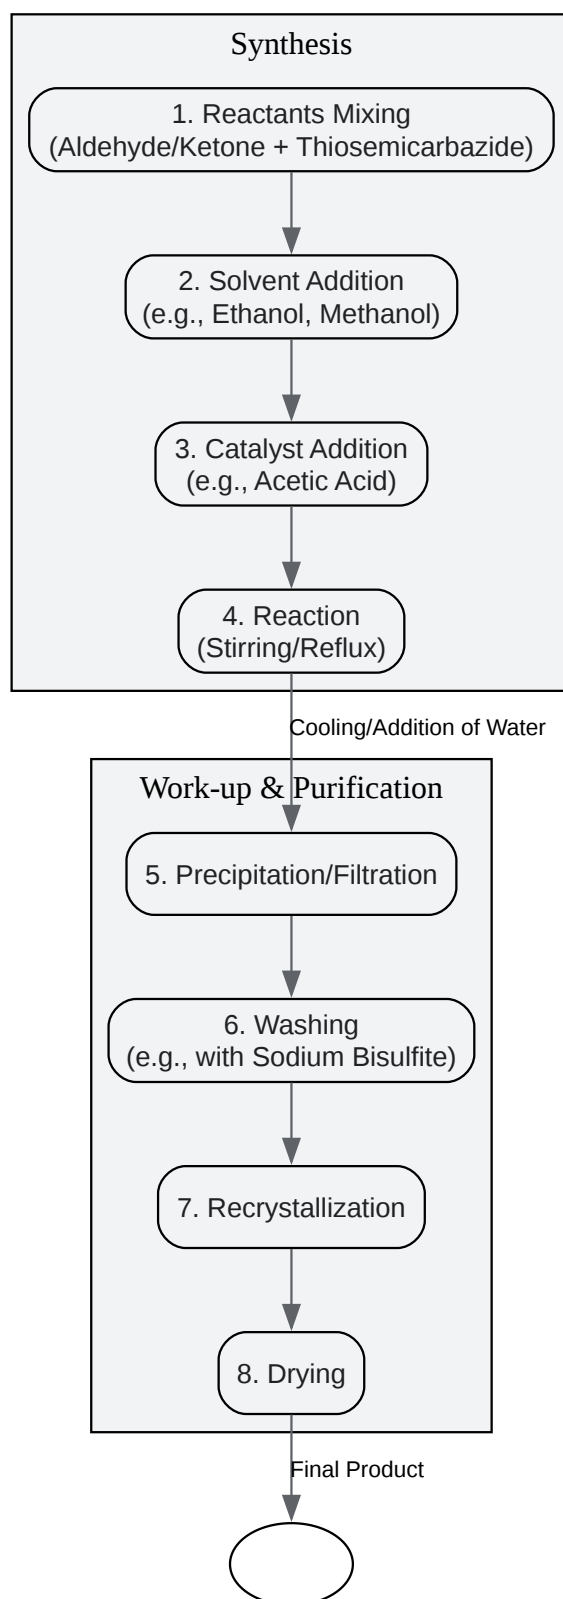 Synthesis
1. Reactants Mixing
(Aldehyde/Ketone + Thiosemicarbazide)
2. Solvent Addition
(e.g., Ethanol, Methanol)
3. Catalyst Addition
(e.g., Acetic Acid)
4. Reaction
(Stirring/Reflux)
Cooling/Addition of Water
Work-up & Purification
5. Precipitation/Filtration
6. Washing
(e.g., with Sodium Bisulfite)
7. Recrystallization
8. Drying
Final Product